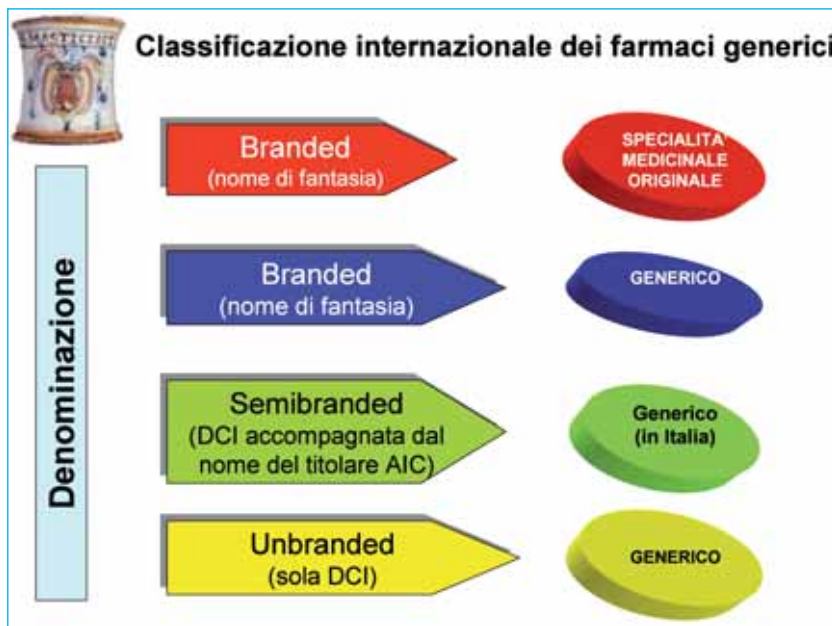 Classificazione internazionale dei farmaci generici
Denominazione
Branded
(nome di fantasia)
SPECIALITA'
MEDICINALE
ORIGINALE
Branded
(nome di fantasia)
GENERICO
Semibranded
(DCI accompagnata dal
nome del titolare AIC)
Generico
(in Italia)
Unbranded
(sola DCI)
GENERICO